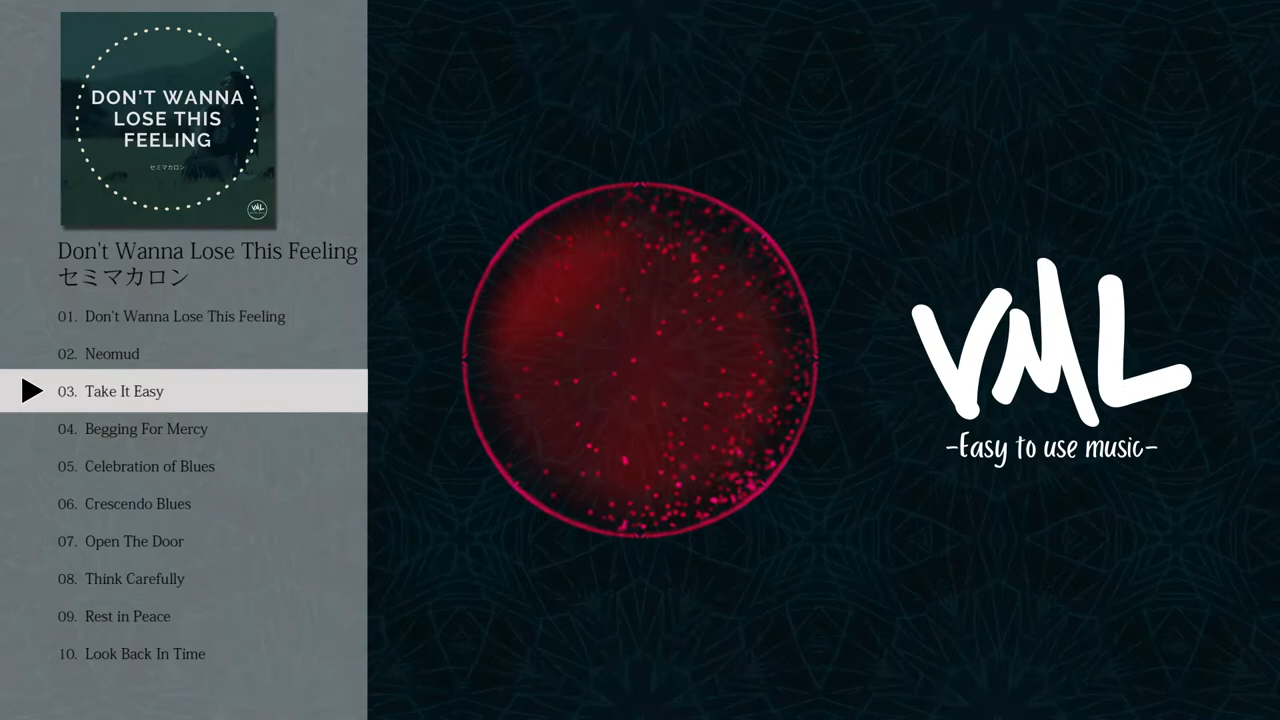 DON'T WANNA
LOSE THIS
FEELING
セミマカロン
VML
Don't Wanna Lose This Feeling
セミマカロン
01. Don't Wanna Lose This Feeling
02. Neomud
03. Take It Easy
04. Begging For Mercy
05. Celebration of Blues
06. Crescendo Blues
07. Open The Door
08. Think Carefully
09. Rest in Peace
10. Look Back In Time
VML
-Easy to use music-